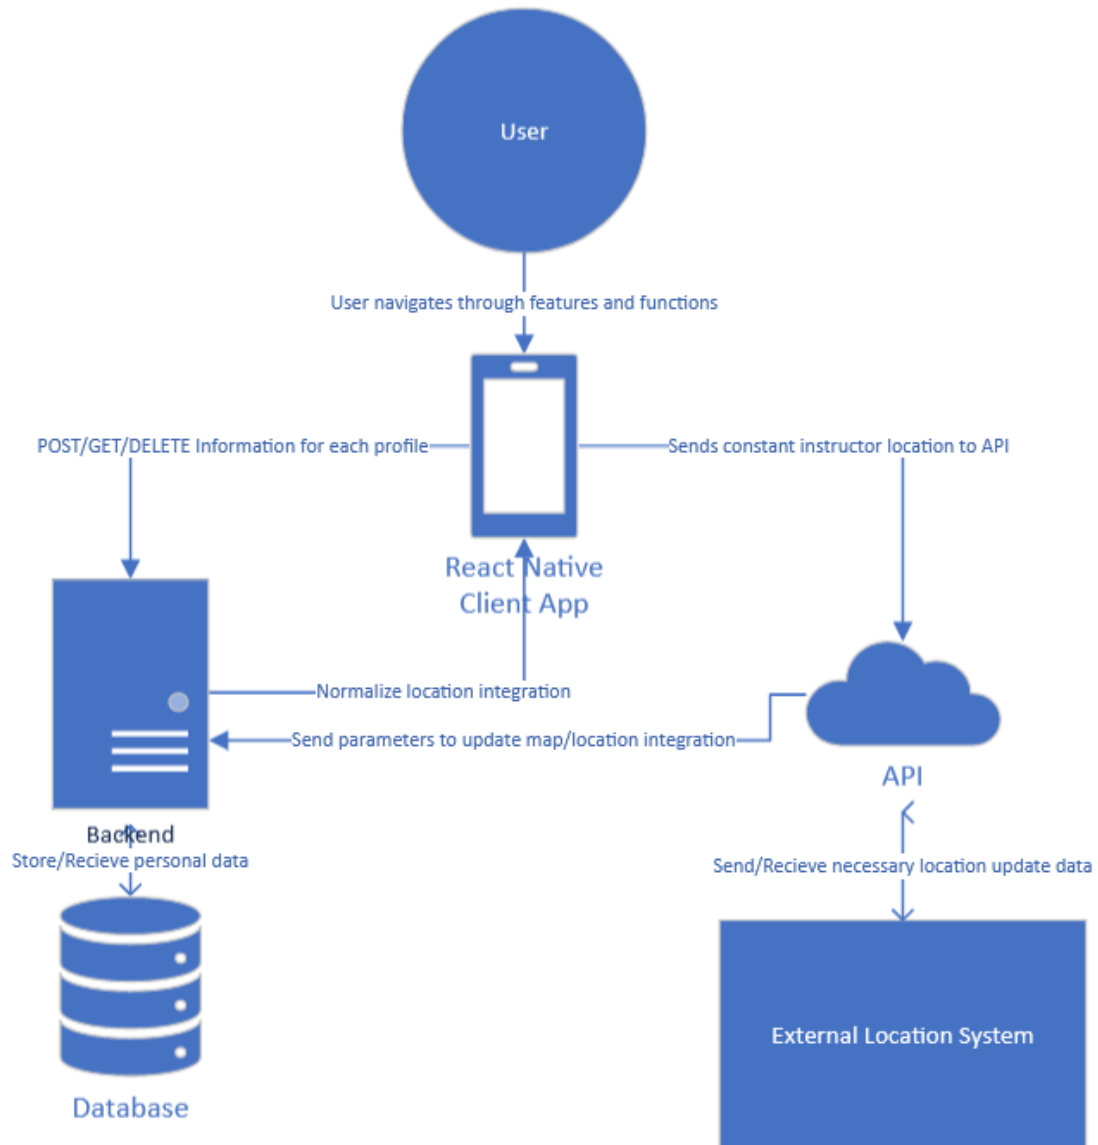 User
User navigates through features and functions
POST/GET/DELETE Information for each profile
Sends constant instructor location to API
React Native
Client App
Normalize location integration
Send parameters to update map/location integration
API
Backend
Store/Recieve personal data
Send/Recieve necessary location update data
External Location System
Database